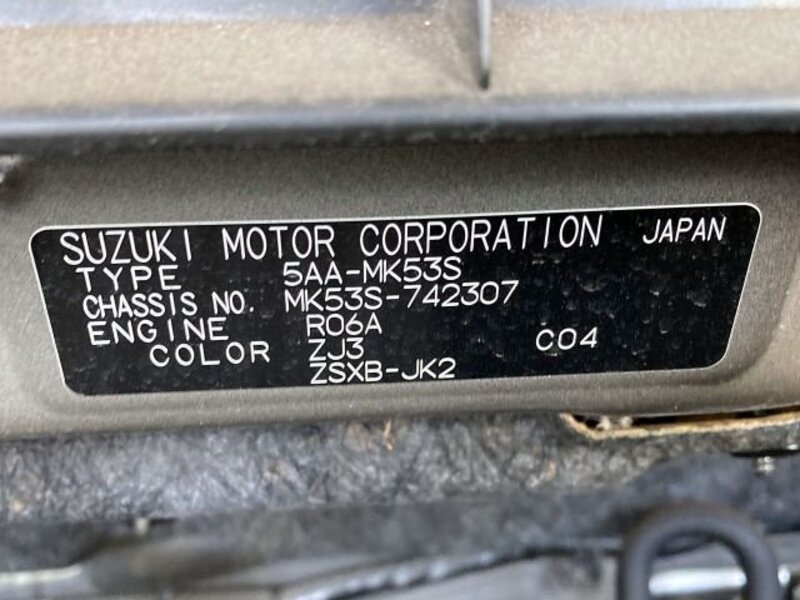 SUZUKI MOTOR CORPORATION JAPAN
TYPE 5AA-MK53S
CHASSIS NO. MK53S-742307
ENGINE R06A
COLOR ZJ3 C04
ZSXB-JK2